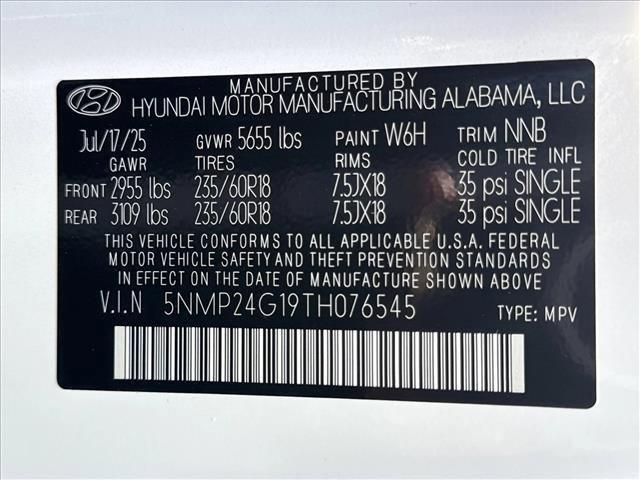 MANUFACTURED BY
HYUNDAI MOTOR MANUFACTURING ALABAMA, LLC
Jul/17/25 GVWR 5655 lbs PAINT W6H TRIM NNB
GAWR TIRES RIMS COLD TIRE INFL
FRONT 2955 lbs 235/60R18 7.5JX18 35 psi SINGLE
REAR 3109 lbs 235/60R18 7.5JX18 35 psi SINGLE
THIS VEHICLE CONFORMS TO ALL APPLICABLE U.S.A. FEDERAL
MOTOR VEHICLE SAFETY AND THEFT PREVENTION STANDARDS
IN EFFECT ON THE DATE OF MANUFACTURE SHOWN ABOVE.
V.I.N 5NMP24G19TH076545 TYPE: MPV